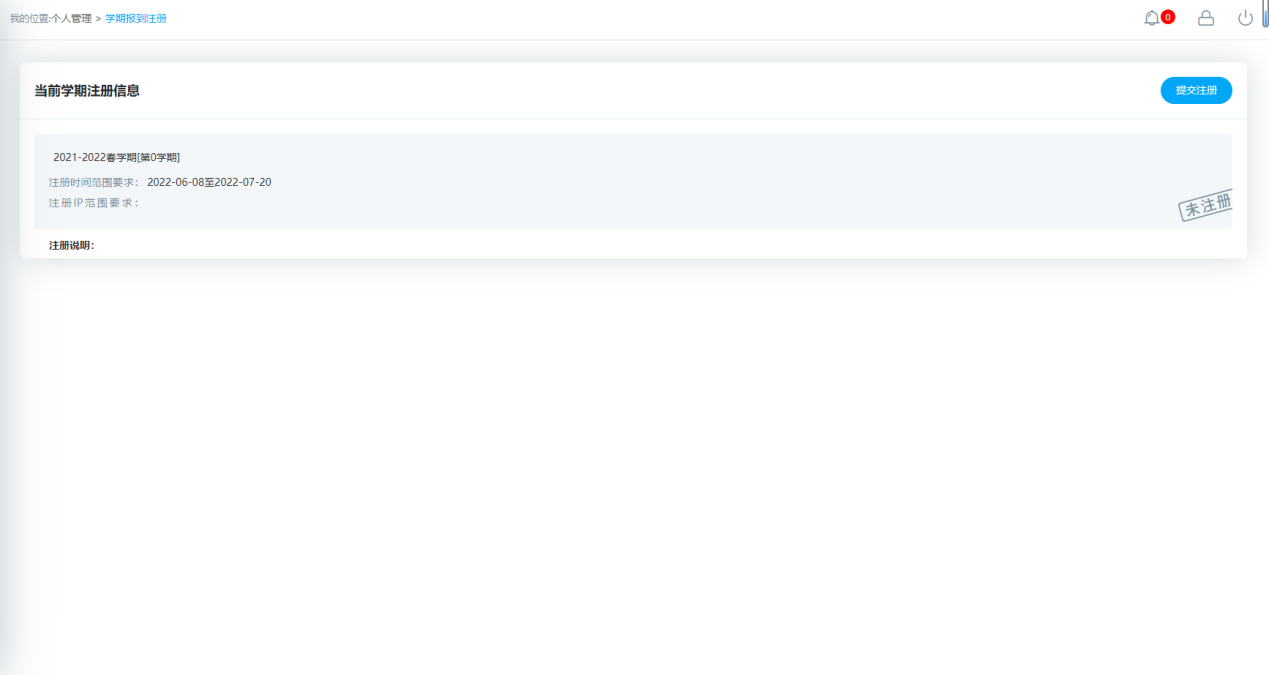 我的位置:个人管理 > 学期报到注册
0
当前学期注册信息
提交注册
2021-2022春学期[第0学期]
注册时间范围要求： 2022-06-08至2022-07-20
注册IP范围要求：
未注册
注册说明：